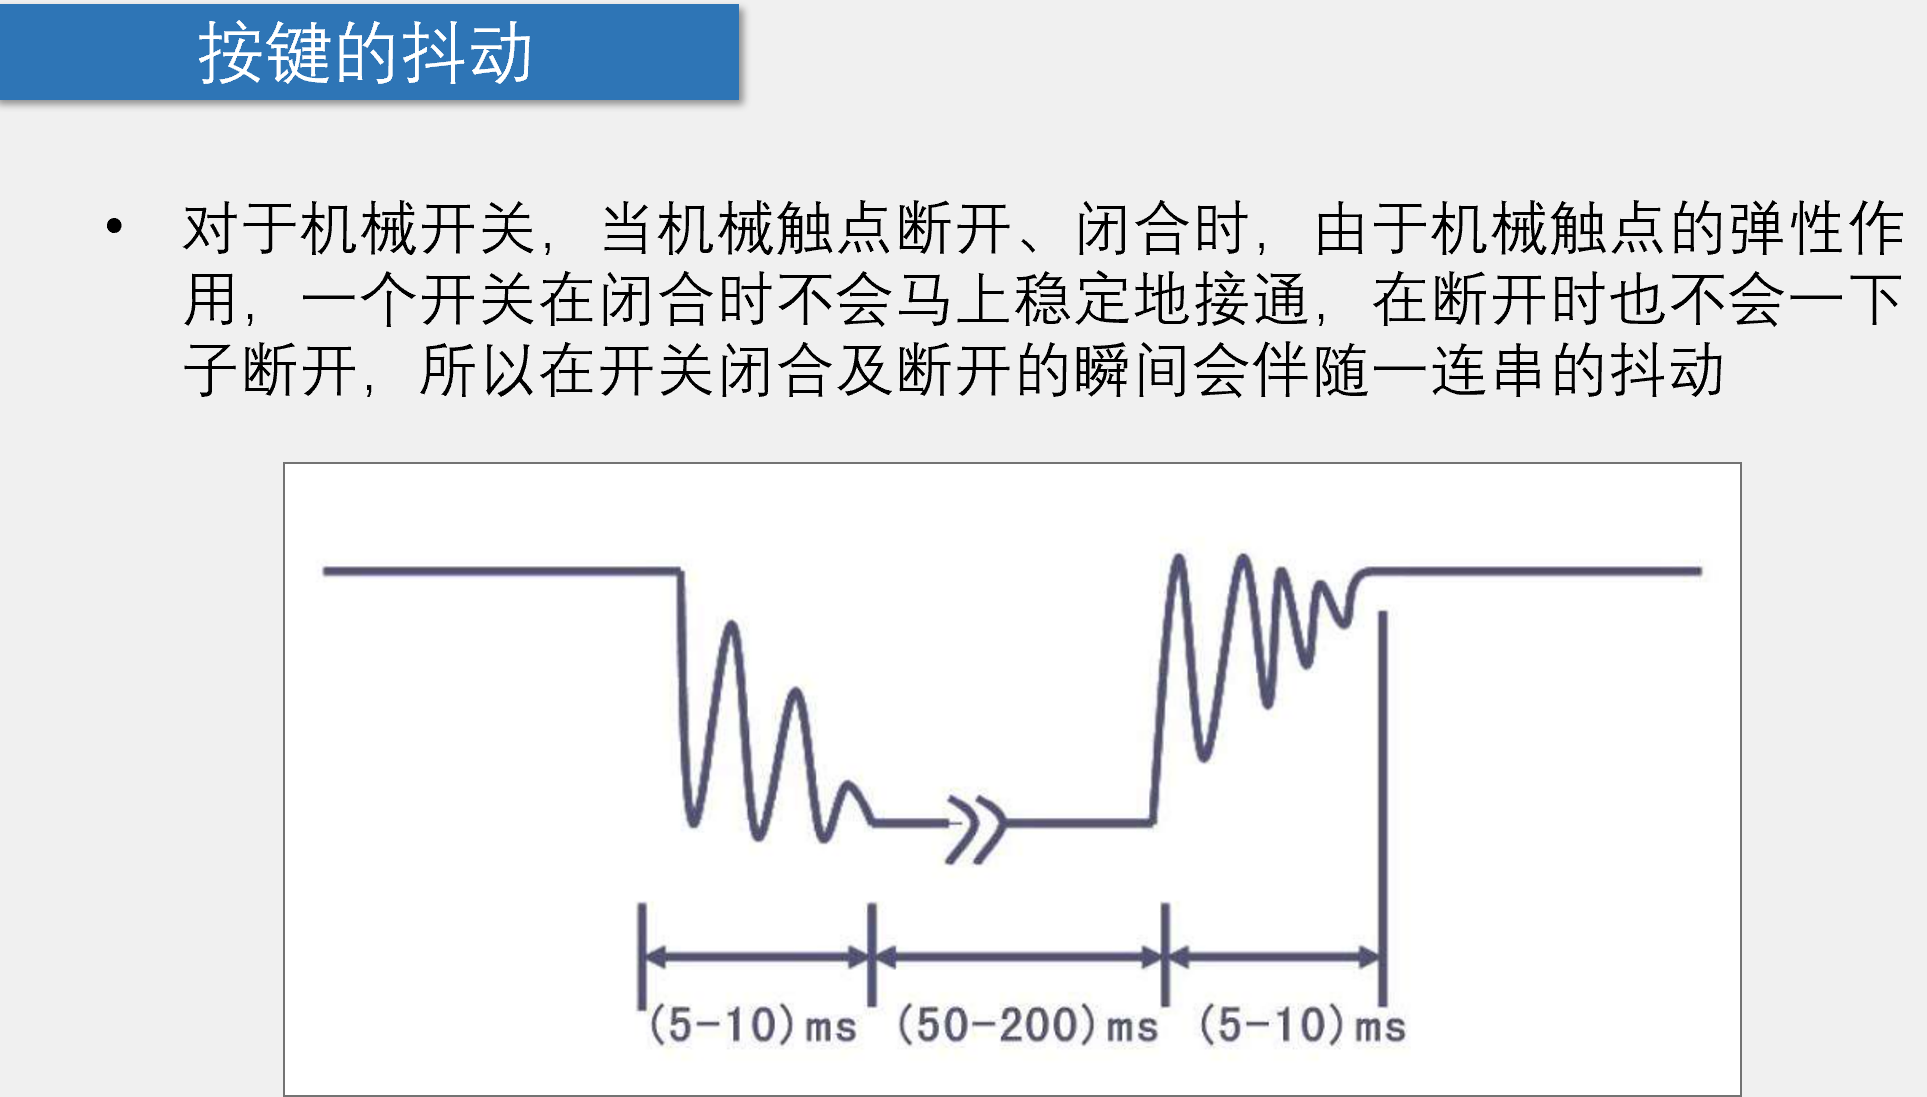 按键的抖动
• 对于机械开关，当机械触点断开、闭合时，由于机械触点的弹性作
用，一个开关在闭合时不会马上稳定地接通，在断开时也不会一下
子断开，所以在开关闭合及断开的瞬间会伴随一连串的抖动
(5-10)ms (50-200)ms (5-10)ms